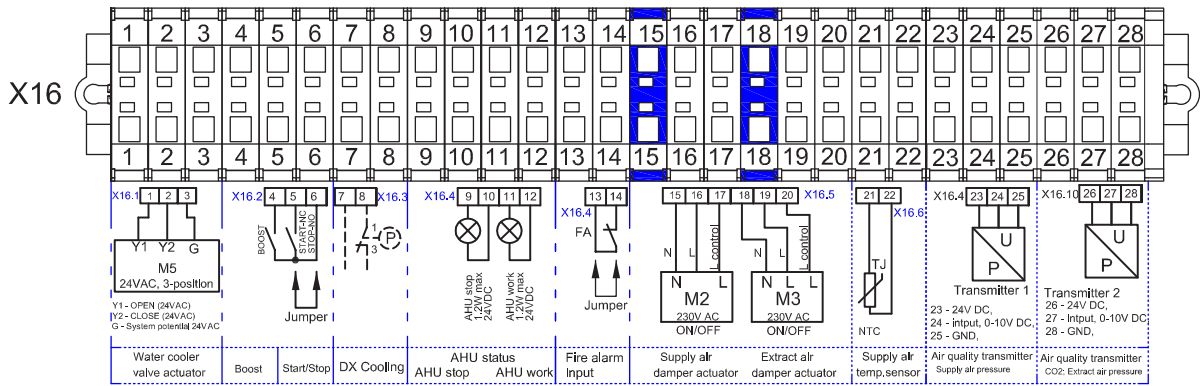 1 2 3 4 5 6 7 8 9 10 11 12 13 14 15 16 17 18 19 20 21 22 23 24 25 26 27 28
X16
1 2 3 4 5 6 7 8 9 10 11 12 13 14 15 16 17 18 19 20 21 22 23 24 25 26 27 28
X16.1 1 2 3
X16.2 4 5 6
7 8 X16.3
X16.4 9 10 11 12
13 14
X16.4
15 16 17 18 19 20 X16.5
21 22
X16.6
X16.4 23 24 25
X16.10 26 27 28
Y1 Y2 G
M5
24VAC, 3-position
Y1 - OPEN (24VAC)
Y2 - CLOSE (24VAC)
G - System potential 24VAC
BOOST
START-NC
STOP-NO
Jumper
1
3
P
AHU stop
1.2W max
24VDC
AHU work
1.2W max
24VDC
FA
Jumper
N L L control
M2
230V AC
ON/OFF
N L L control
M3
230V AC
ON/OFF
TJ
NTC
U
P
Transmitter 1
23 - 24V DC,
24 - intput, 0-10V DC,
25 - GND,
U
P
Transmitter 2
26 - 24V DC,
27 - Intput, 0-10V DC
28 - GND,
Water cooler
valve actuator
Boost
Start/Stop
DX Cooling
AHU status
AHU stop AHU work
Fire alarm
Input
Supply air
damper actuator
Extract air
damper actuator
Supply air
temp.sensor
Air quality transmitter
Supply air pressure
Air quality transmitter
CO2; Extract air pressure